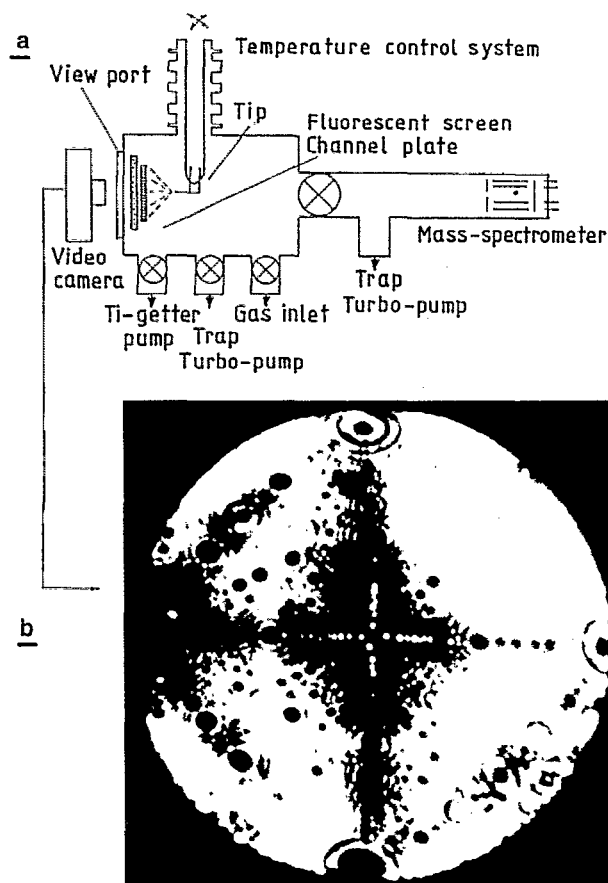 a
Temperature control system
View port
Tip
Fluorescent screen
Channel plate
Video
camera
Mass-spectrometer
Trap
Turbo-pump
Ti-getter
pump
Trap
Turbo-pump
Gas inlet
b